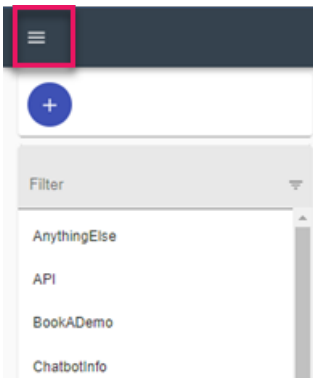 Filter
AnythingElse
API
BookADemo
ChatbotInfo